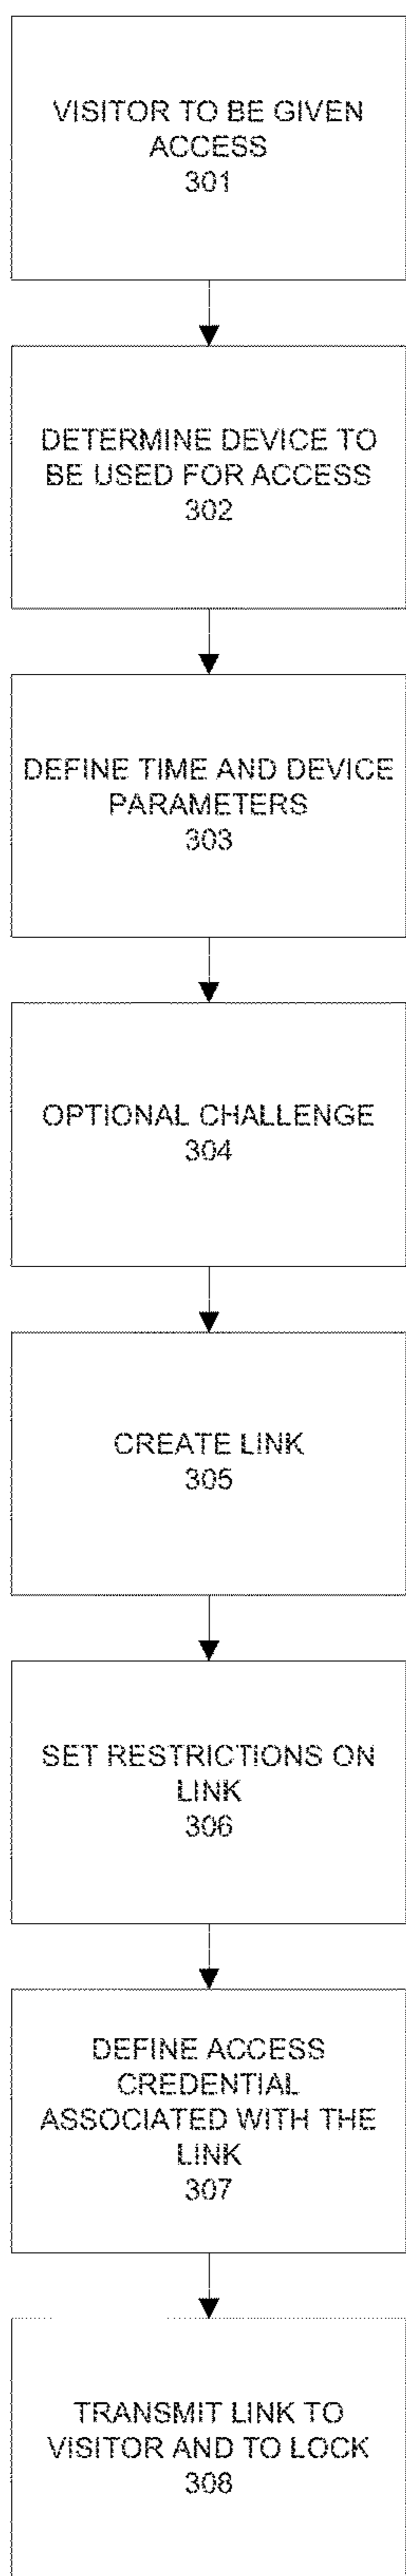 VISITOR TO BE GIVEN
ACCESS
301
DETERMINE DEVICE TO
BE USED FOR ACCESS
302
DEFINE TIME AND DEVICE
PARAMETERS
303
OPTIONAL CHALLENGE
304
CREATE LINK
305
SET RESTRICTIONS ON
LINK
306
DEFINE ACCESS
CREDENTIAL
ASSOCIATED WITH THE
LINK
307
TRANSMIT LINK TO
VISITOR AND TO LOCK
308